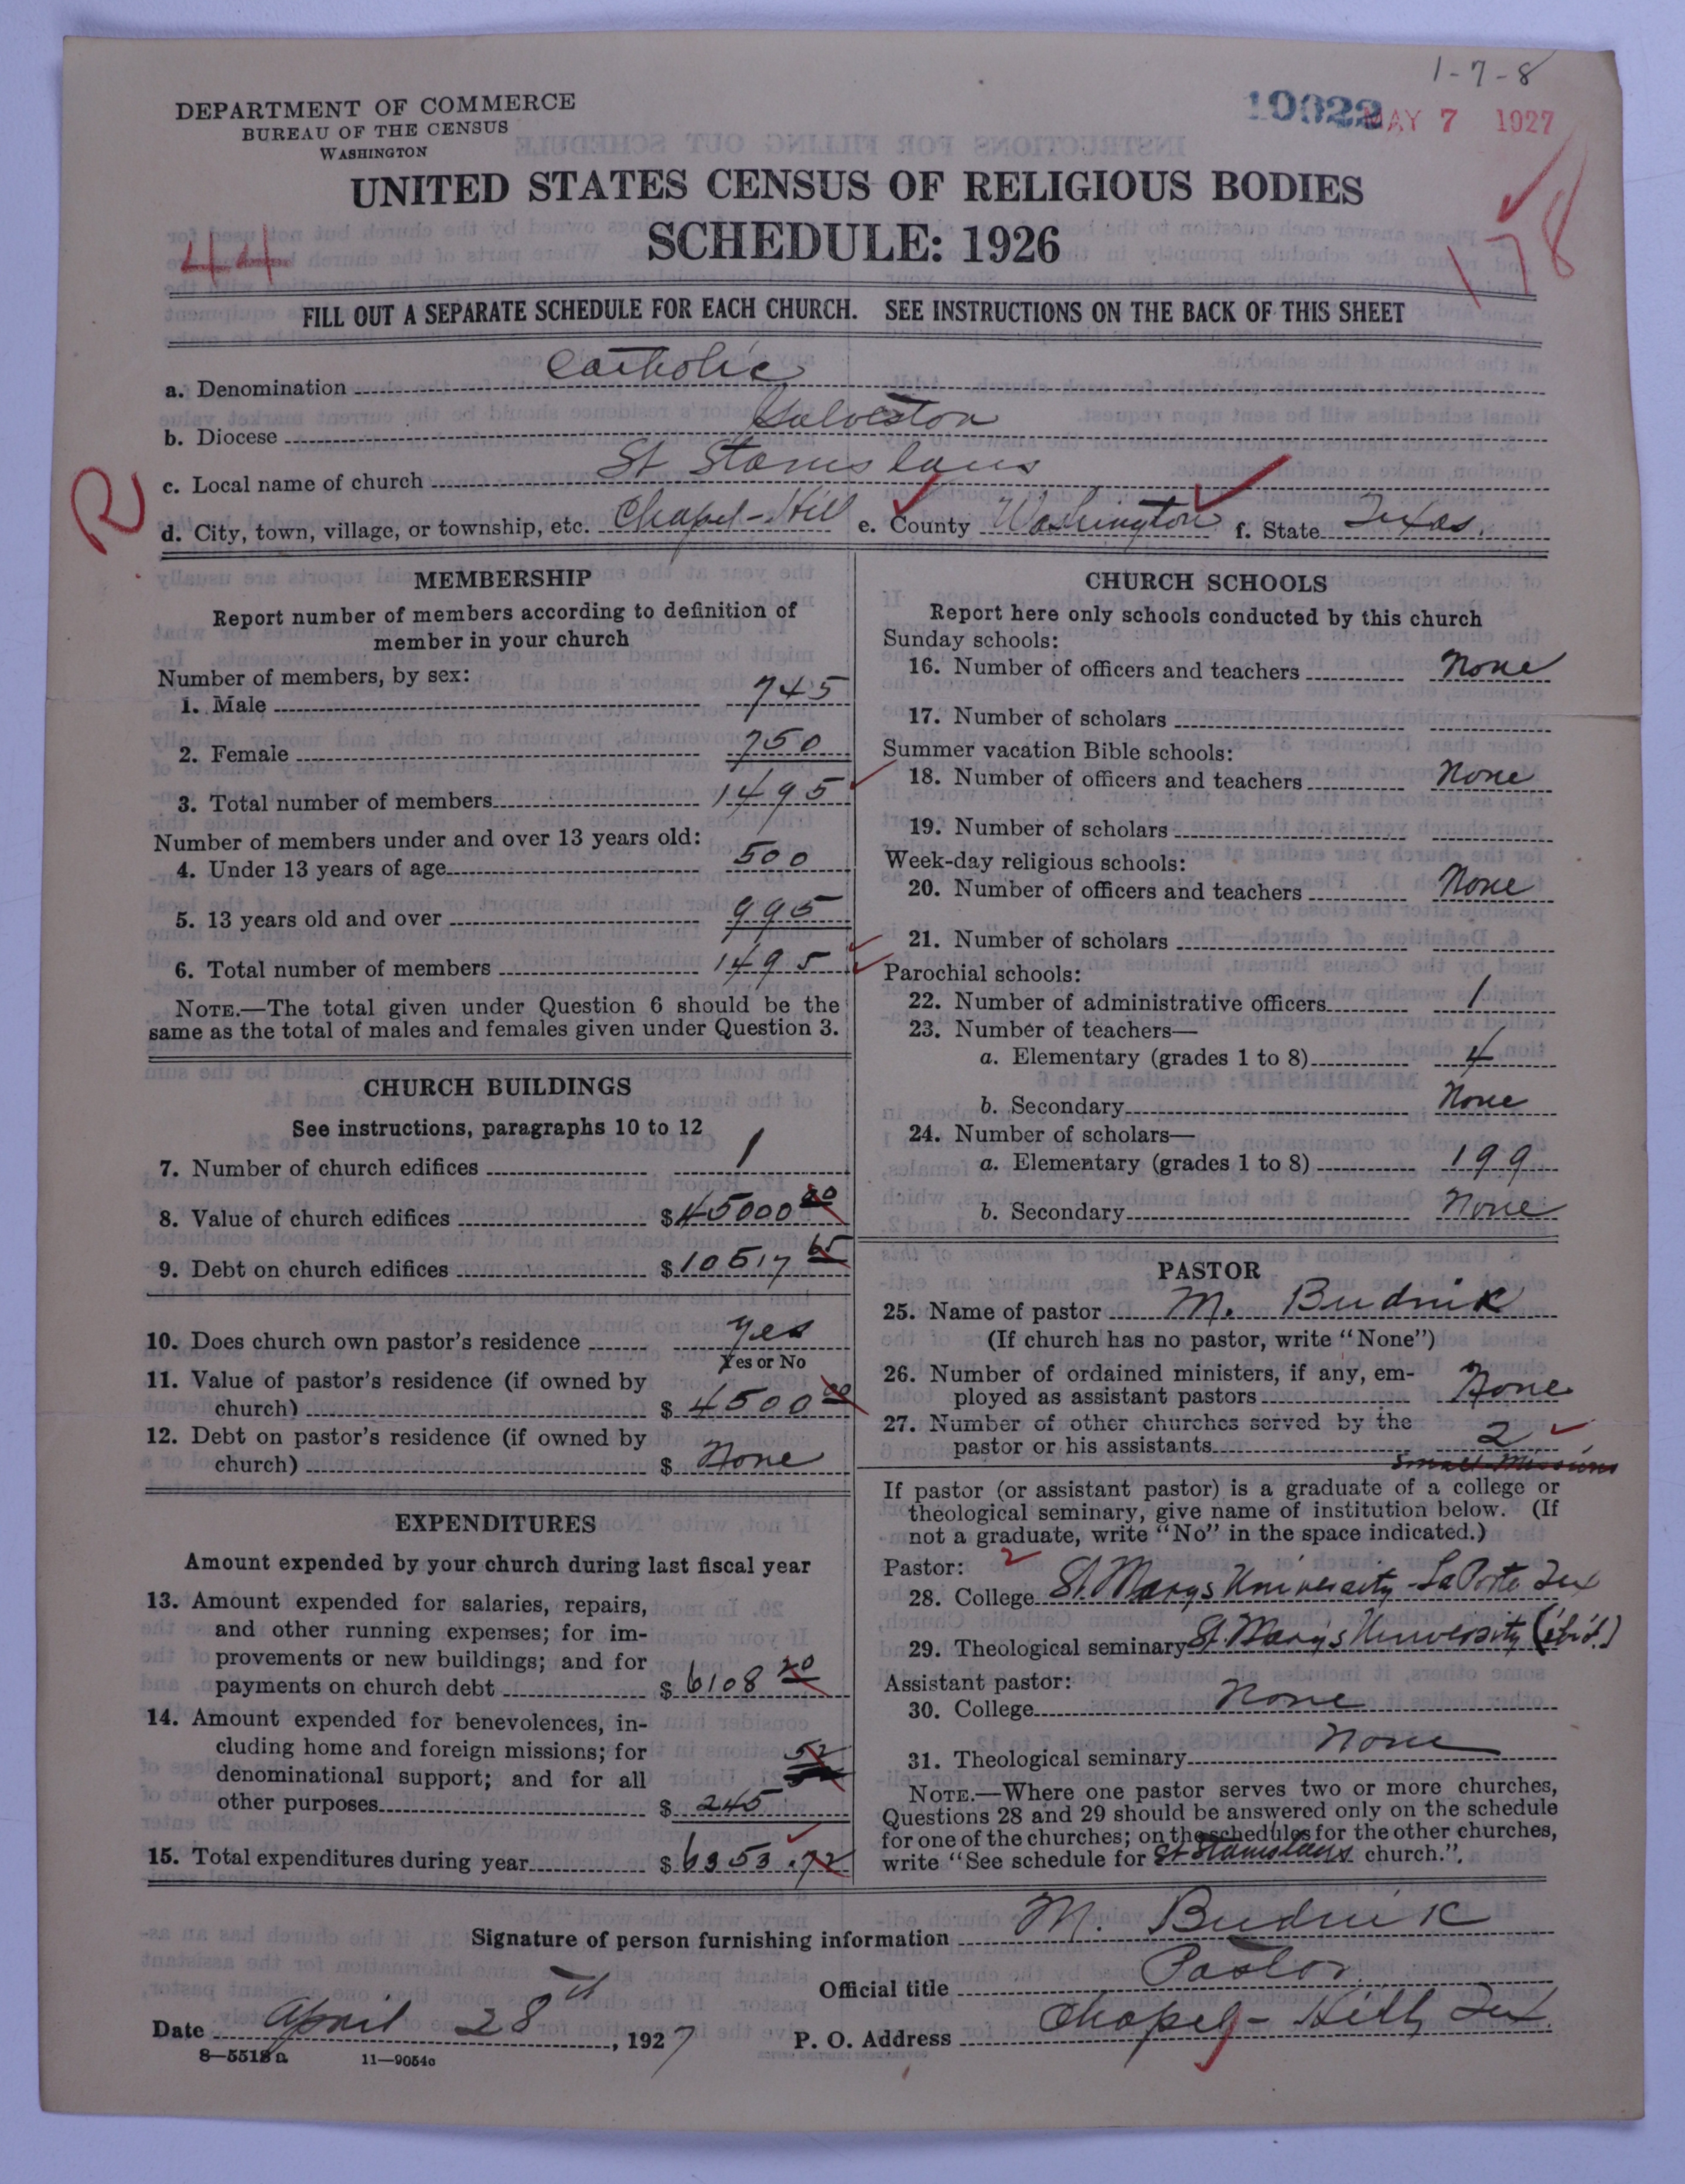 1-7-8
DEPARTMENT OF COMMERCE
BUREAU OF THE CENSUS
WASHINGTON
10022 MAY 7 1927
UNITED STATES CENSUS OF RELIGIOUS BODIES
SCHEDULE: 1926
44
178
FILL OUT A SEPARATE SCHEDULE FOR EACH CHURCH. SEE INSTRUCTIONS ON THE BACK OF THIS SHEET
a. Denomination Catholic
b. Diocese Galveston
c. Local name of church St Stanislaus
R
d. City, town, village, or township, etc. Chapel-Hill e. County Washington f. State Texas.
MEMBERSHIP
Report number of members according to definition of
member in your church
Number of members, by sex:
1. Male 745
2. Female 750
3. Total number of members 1495
Number of members under and over 13 years old:
4. Under 13 years of age 500
5. 13 years old and over 995
6. Total number of members 1495
NOTE.—The total given under Question 6 should be the
same as the total of males and females given under Question 3.
CHURCH BUILDINGS
See instructions, paragraphs 10 to 12
7. Number of church edifices 1
8. Value of church edifices $45000 00
9. Debt on church edifices $10517 65
10. Does church own pastor's residence yes
Yes or No
11. Value of pastor's residence (if owned by
church) $ 4500 00
12. Debt on pastor's residence (if owned by
church) $ None
EXPENDITURES
Amount expended by your church during last fiscal year
13. Amount expended for salaries, repairs,
and other running expenses; for im-
provements or new buildings; and for
payments on church debt $ 6108 20
14. Amount expended for benevolences, in-
cluding home and foreign missions; for
denominational support; and for all 52
other purposes $ 245
15. Total expenditures during year $ 6353.72
CHURCH SCHOOLS
Report here only schools conducted by this church
Sunday schools:
16. Number of officers and teachers None
17. Number of scholars
Summer vacation Bible schools:
18. Number of officers and teachers None
19. Number of scholars
Week-day religious schools:
20. Number of officers and teachers None
21. Number of scholars
Parochial schools:
22. Number of administrative officers 1
23. Number of teachers—
a. Elementary (grades 1 to 8) 4
b. Secondary None
24. Number of scholars—
a. Elementary (grades 1 to 8) 199
b. Secondary None
PASTOR
25. Name of pastor M. Budnik
(If church has no pastor, write "None")
26. Number of ordained ministers, if any, em-
ployed as assistant pastors None
27. Number of other churches served by the
pastor or his assistants 2
Small Missions
If pastor (or assistant pastor) is a graduate of a college or
theological seminary, give name of institution below. (If
not a graduate, write "No" in the space indicated.)
Pastor:
28. College St. Marys University - LaPorte Tex
29. Theological seminary St. Mary's University (ibid.)
Assistant pastor:
30. College None
31. Theological seminary None
NOTE.—Where one pastor serves two or more churches,
Questions 28 and 29 should be answered only on the schedule
for one of the churches; on the schedules for the other churches,
write "See schedule for St Stanislaus church.".
Signature of person furnishing information M. Budnik
Official title Pastor
Date April 28th, 1927 P. O. Address Chapel-Hill, Tex.
8-5518a 11-9054c